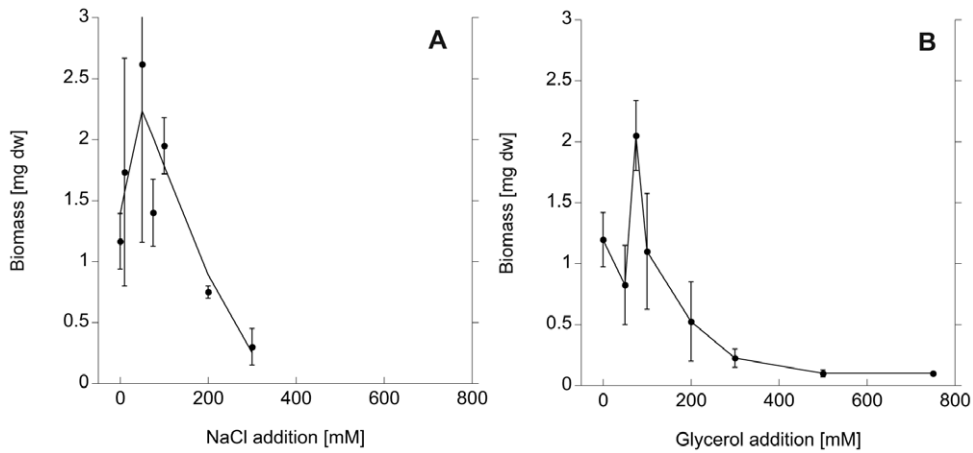 A
3
2.5
2
1.5
1
0.5
0
Biomass [mg dw]
0 200 400 600 800
NaCl addition [mM]
B
3
2.5
2
1.5
1
0.5
0
Biomass [mg dw]
0 200 400 600 800
Glycerol addition [mM]